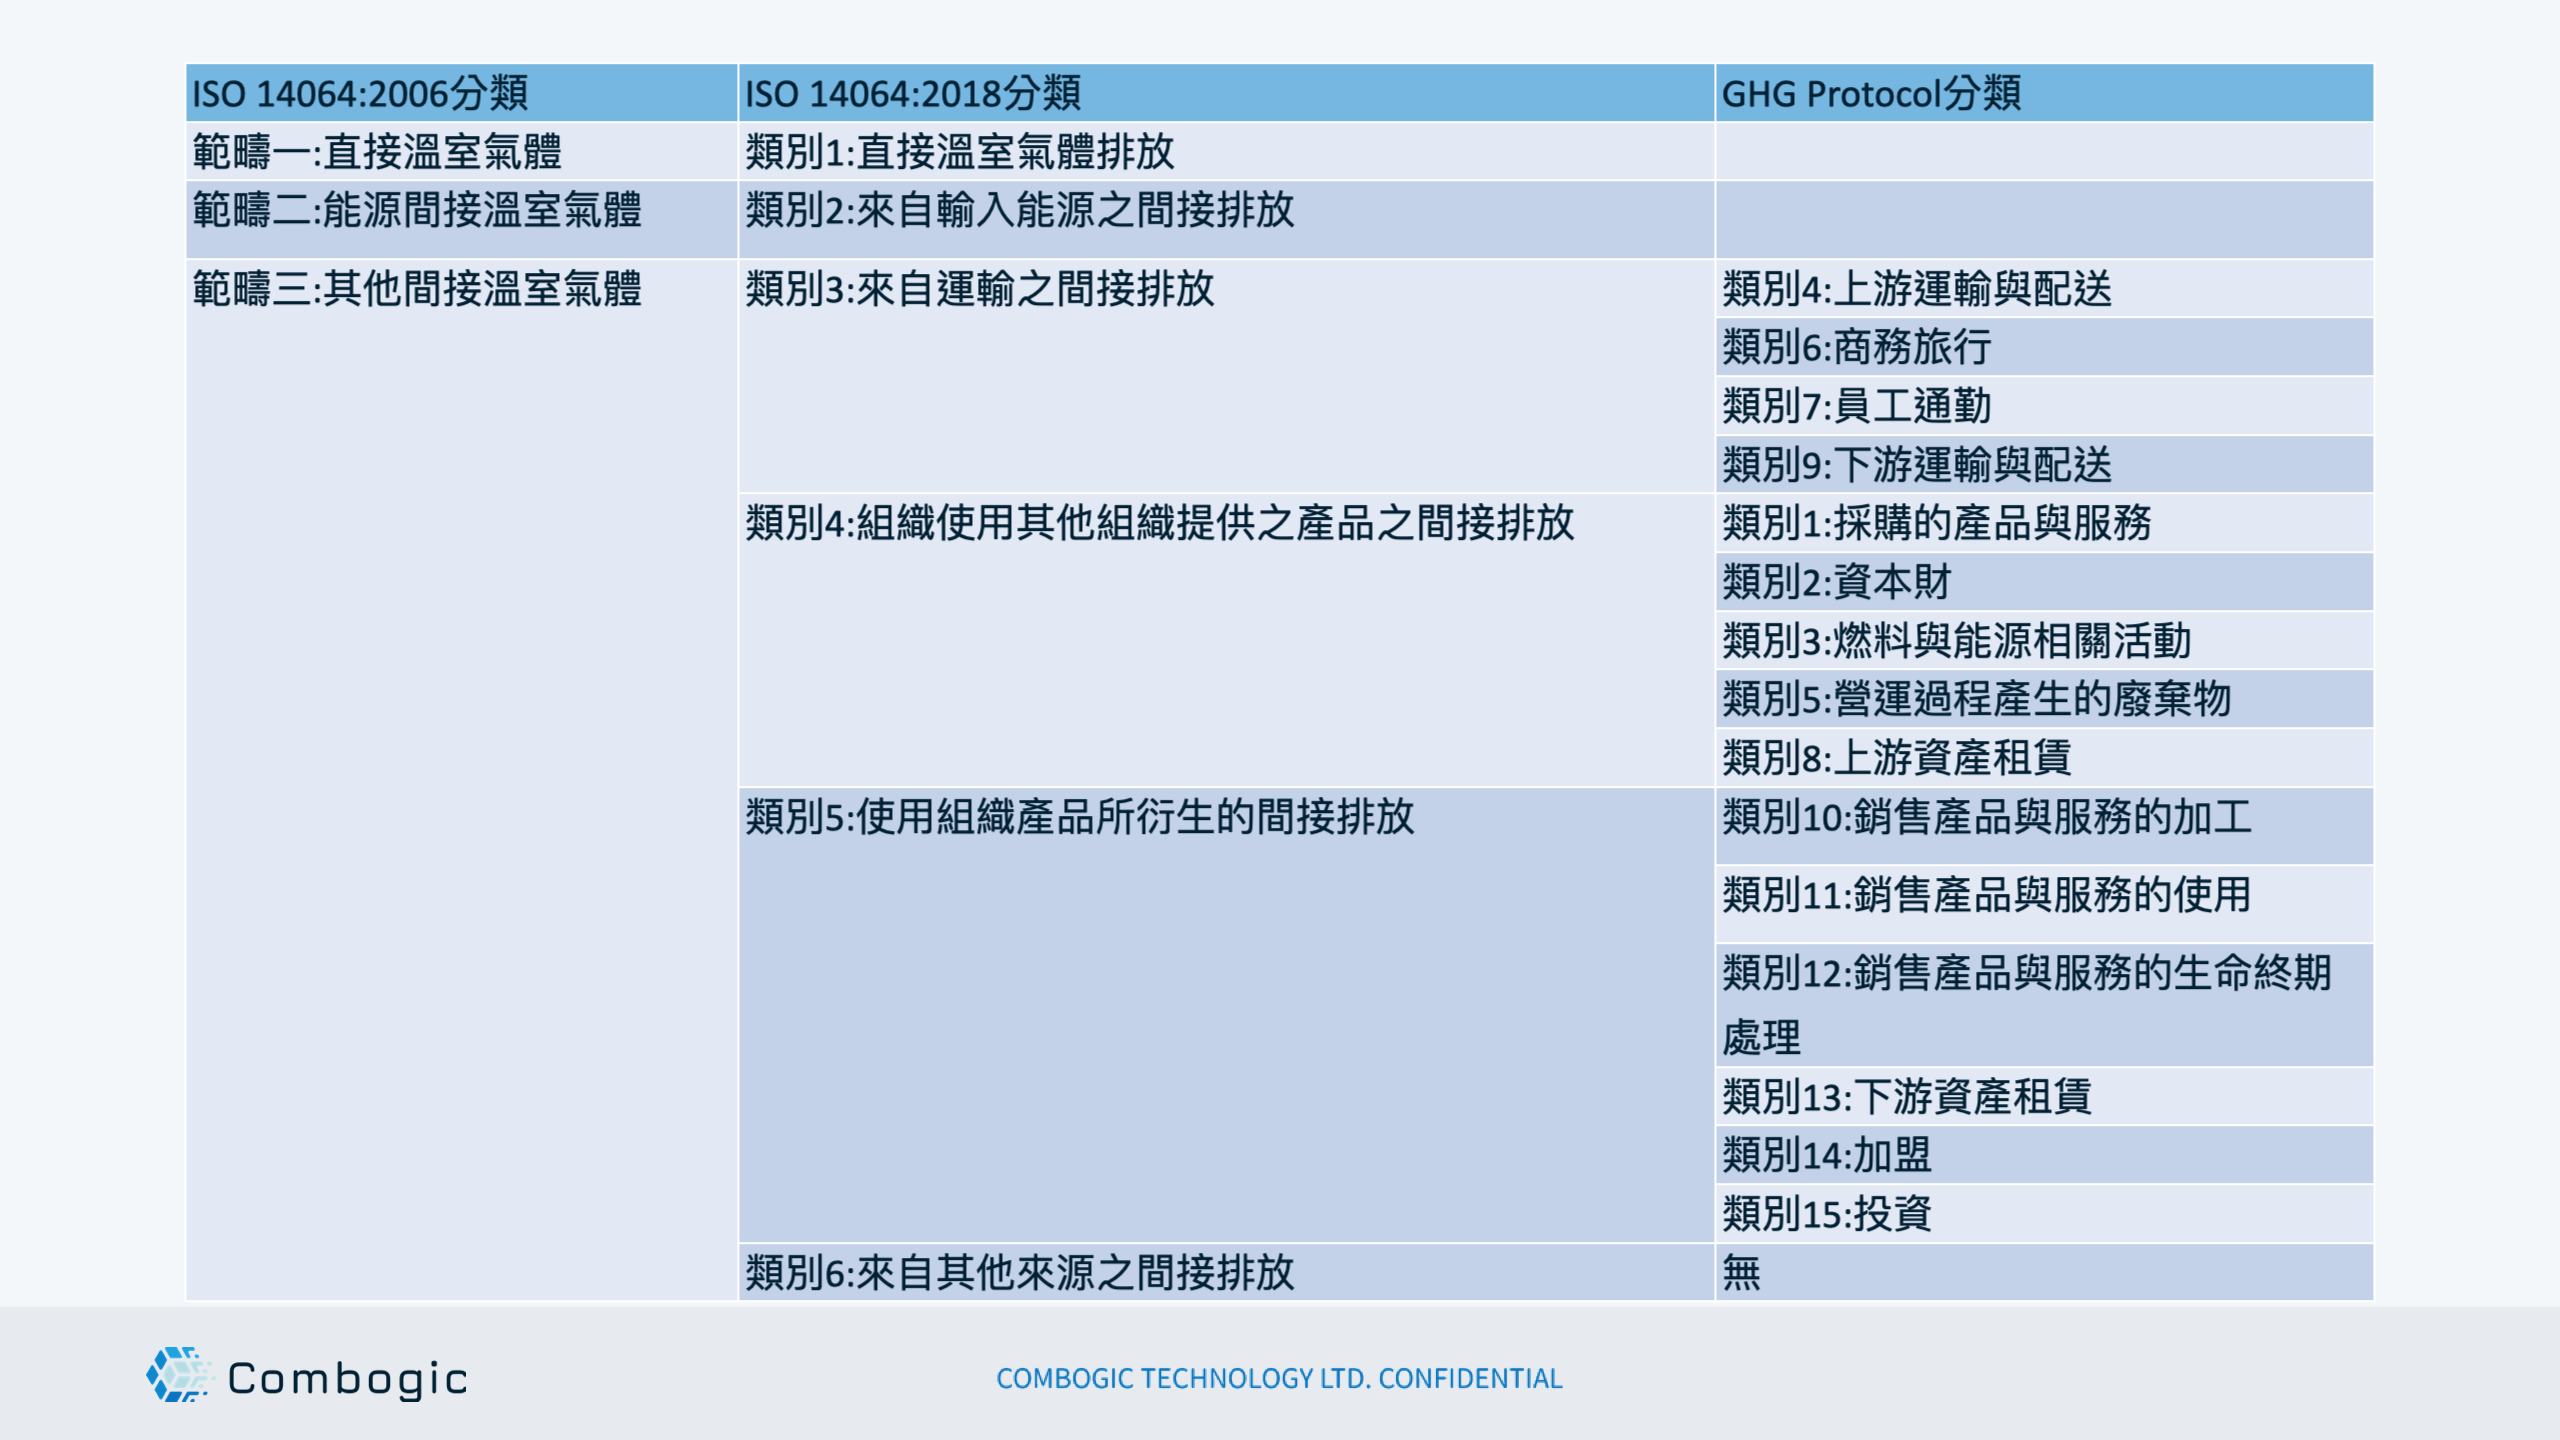 ISO 14064:2006分類
ISO 14064:2018分類
GHG Protocol分類
範疇一:直接溫室氣體
類別1:直接溫室氣體排放
範疇二:能源間接溫室氣體
類別2:來自輸入能源之間接排放
範疇三:其他間接溫室氣體
類別3:來自運輸之間接排放
類別4:上游運輸與配送
類別6:商務旅行
類別7:員工通勤
類別9:下游運輸與配送
類別4:組織使用其他組織提供之產品之間接排放
類別1:採購的產品與服務
類別2:資本財
類別3:燃料與能源相關活動
類別5:營運過程產生的廢棄物
類別8:上游資產租賃
類別5:使用組織產品所衍生的間接排放
類別10:銷售產品與服務的加工
類別11:銷售產品與服務的使用
類別12:銷售產品與服務的生命終期
處理
類別13:下游資產租賃
類別14:加盟
類別15:投資
類別6:來自其他來源之間接排放
無
Combogic
COMBOGIC TECHNOLOGY LTD. CONFIDENTIAL